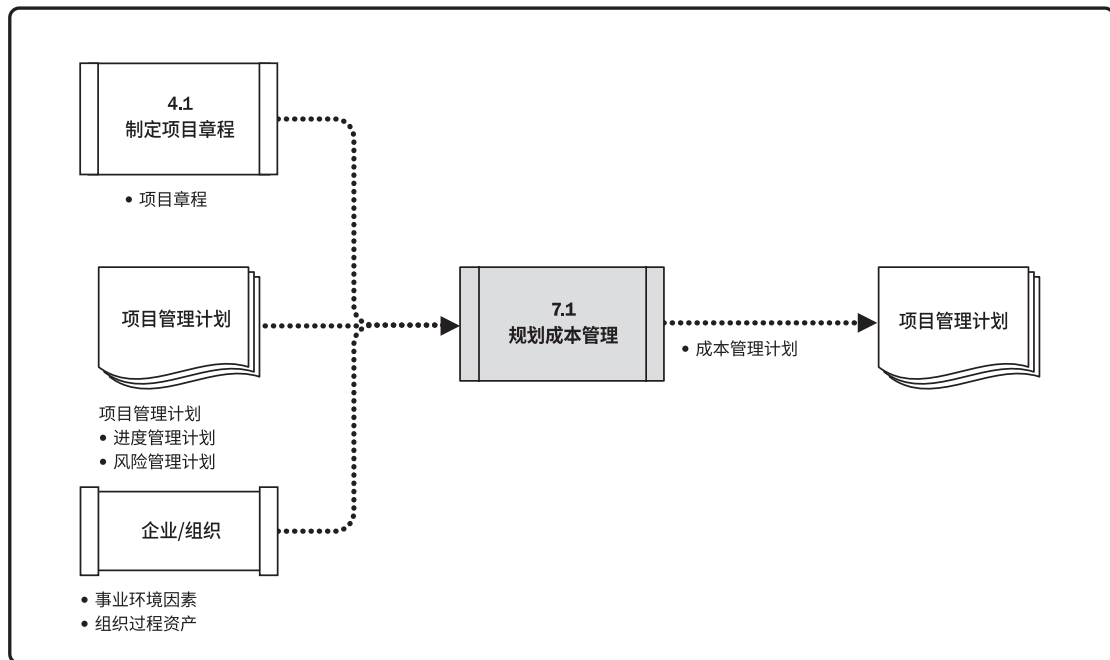 4.1
制定项目章程
• 项目章程
项目管理计划
项目管理计划
• 进度管理计划
• 风险管理计划
企业/组织
• 事业环境因素
• 组织过程资产
7.1
规划成本管理
• 成本管理计划
项目管理计划